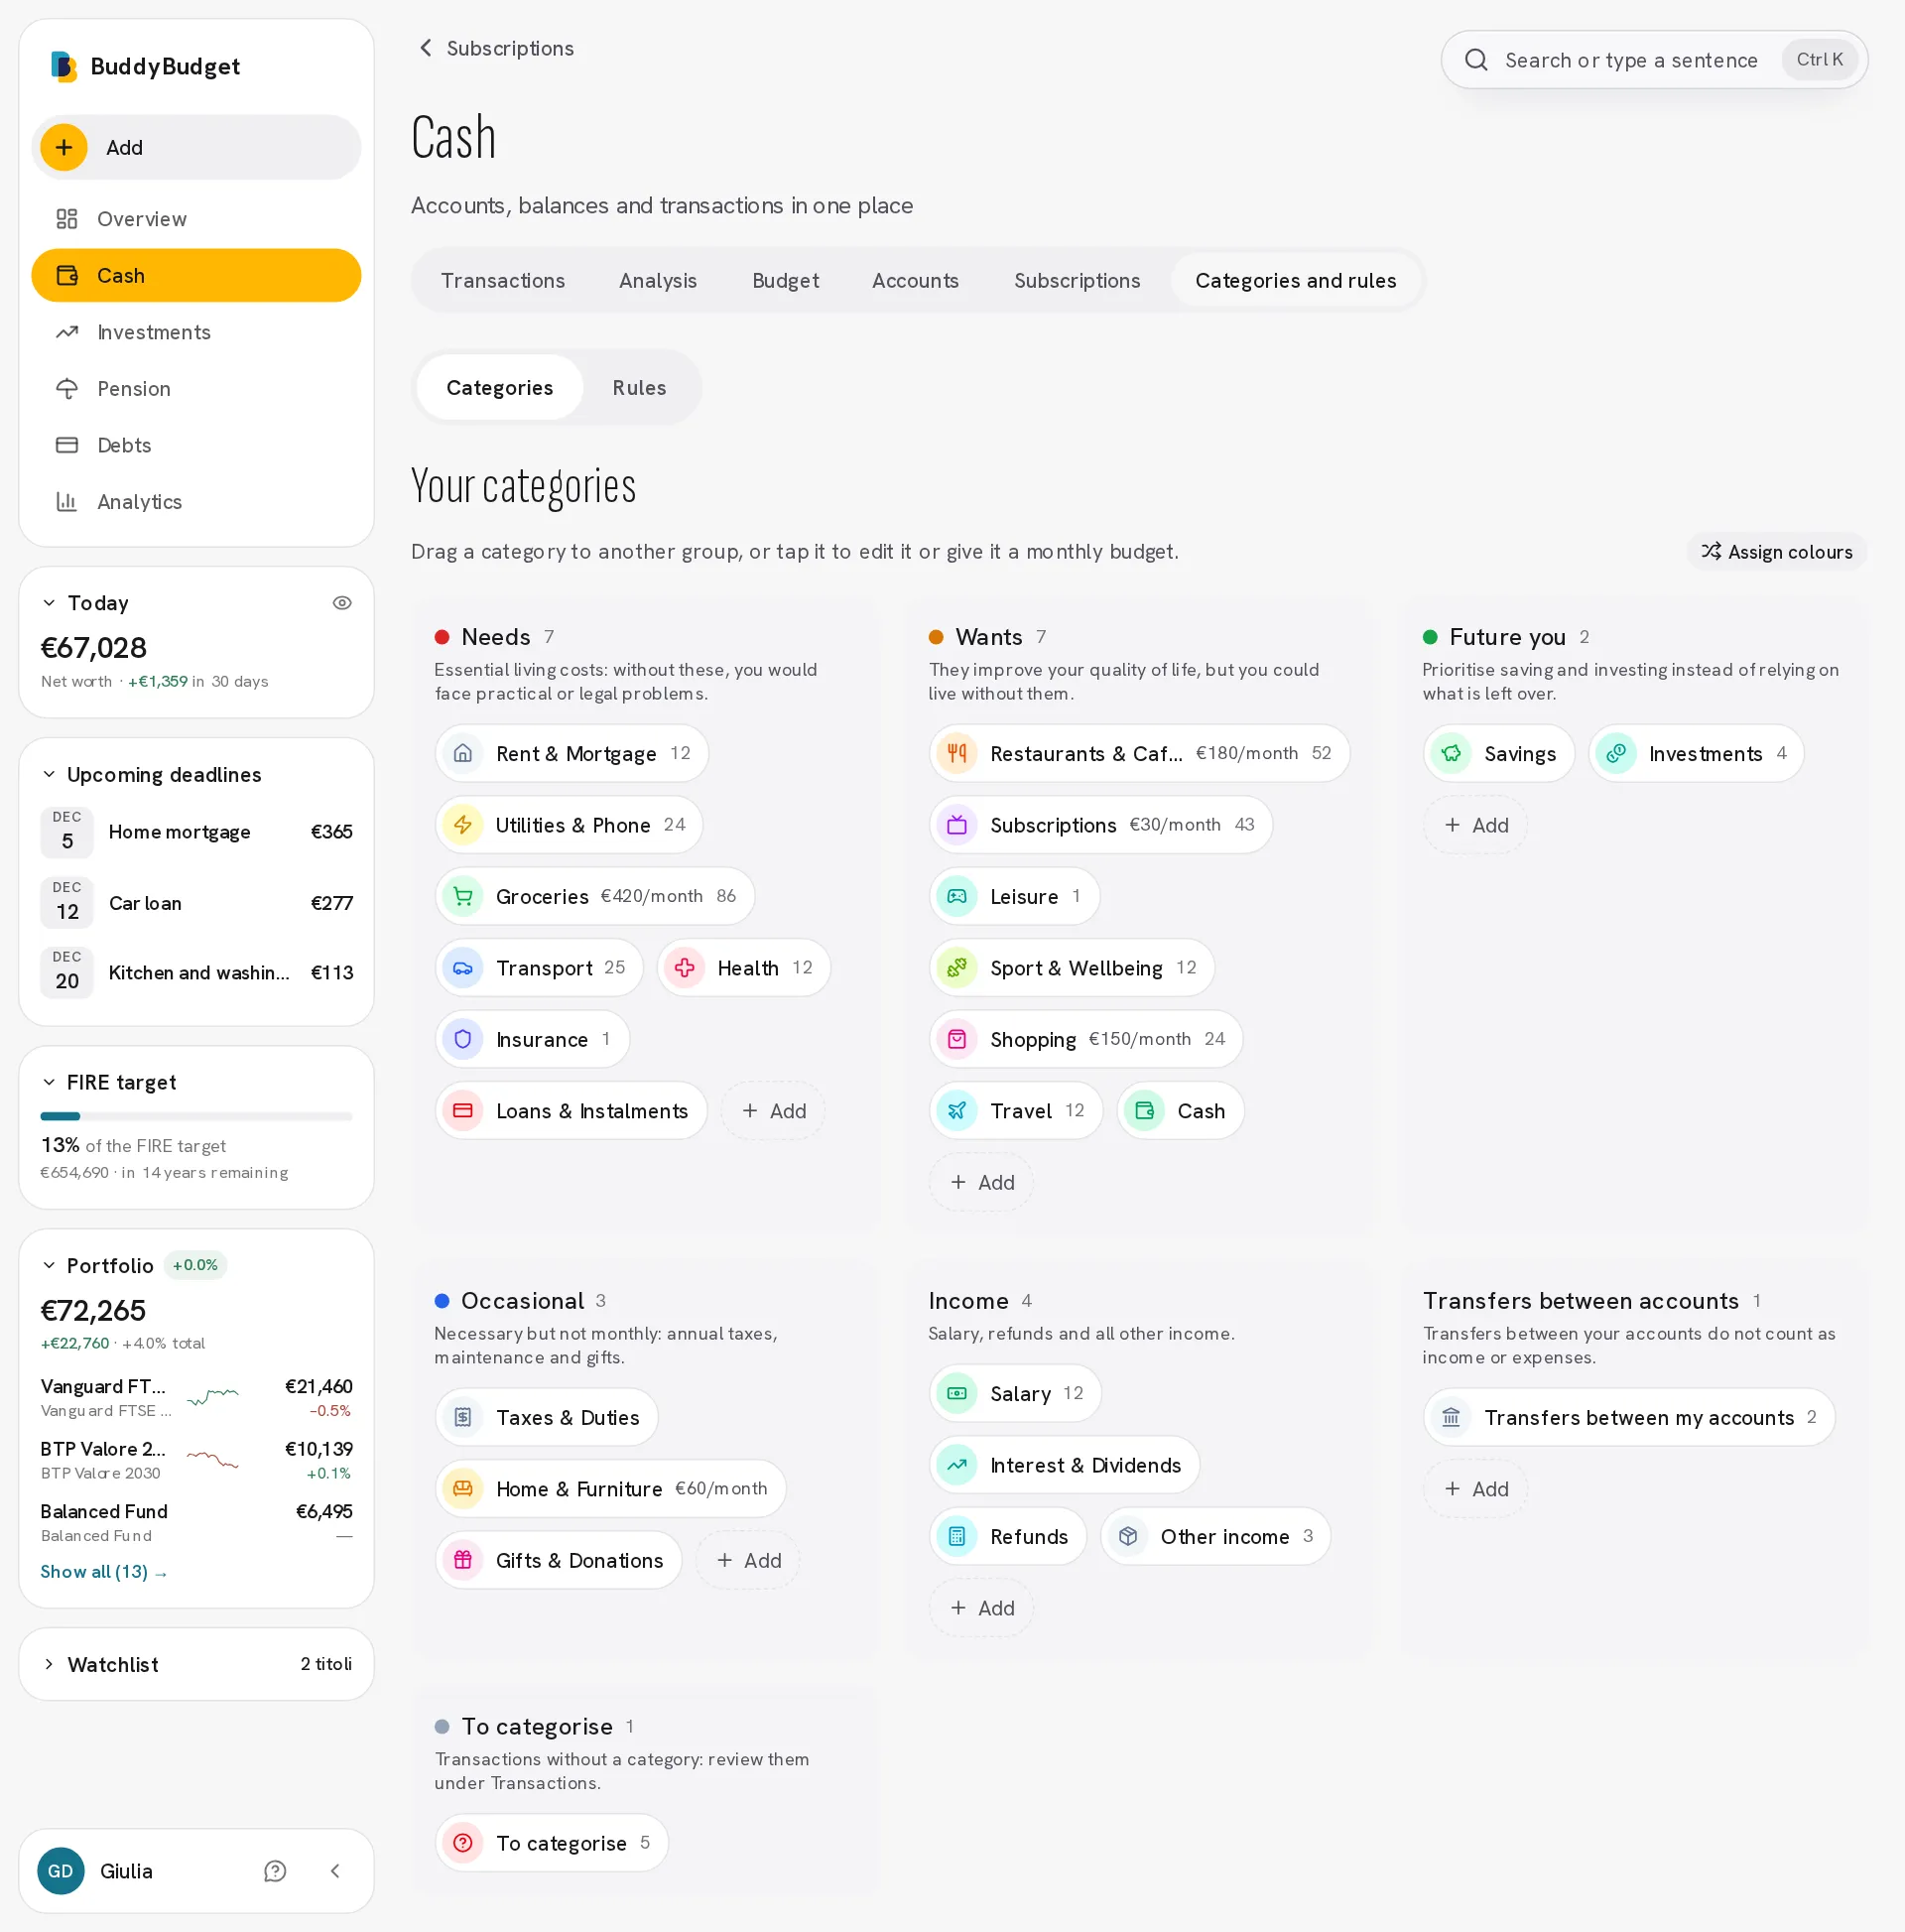 BuddyBudget
Add
Overview
Cash
Investments
Pension
Debts
Analytics
Today
€67,028
Net worth · +€1,359 in 30 days
Upcoming deadlines
DEC
5
Home mortgage
€365
DEC
12
Car loan
€277
DEC
20
Kitchen and washin...
€113
FIRE target
13% of the FIRE target
€654,690 · in 14 years remaining
Portfolio
+0.0%
€72,265
+€22,760 · +4.0% total
Vanguard FT...
€21,460
Vanguard FTSE ...
-0.5%
BTP Valore 2...
€10,139
BTP Valore 2030
+0.1%
Balanced Fund
€6,495
Balanced Fund
—
Show all (13) →
Watchlist
2 titoli
GD
Giulia
Subscriptions
Search or type a sentence
Ctrl K
Cash
Accounts, balances and transactions in one place
Transactions
Analysis
Budget
Accounts
Subscriptions
Categories and rules
Categories
Rules
Your categories
Drag a category to another group, or tap it to edit it or give it a monthly budget.
Assign colours
Needs 7
Essential living costs: without these, you would
face practical or legal problems.
Rent & Mortgage 12
Utilities & Phone 24
Groceries €420/month 86
Transport 25
Health 12
Insurance 1
Loans & Instalments
+ Add
Wants 7
They improve your quality of life, but you could
live without them.
Restaurants & Caf... €180/month 52
Subscriptions €30/month 43
Leisure 1
Sport & Wellbeing 12
Shopping €150/month 24
Travel 12
Cash
+ Add
Future you 2
Prioritise saving and investing instead of relying on
what is left over.
Savings
Investments 4
+ Add
Occasional 3
Necessary but not monthly: annual taxes,
maintenance and gifts.
Taxes & Duties
Home & Furniture €60/month
Gifts & Donations
+ Add
Income 4
Salary, refunds and all other income.
Salary 12
Interest & Dividends
Refunds
Other income 3
+ Add
Transfers between accounts 1
Transfers between your accounts do not count as
income or expenses.
Transfers between my accounts 2
+ Add
To categorise 1
Transactions without a category: review them
under Transactions.
To categorise 5